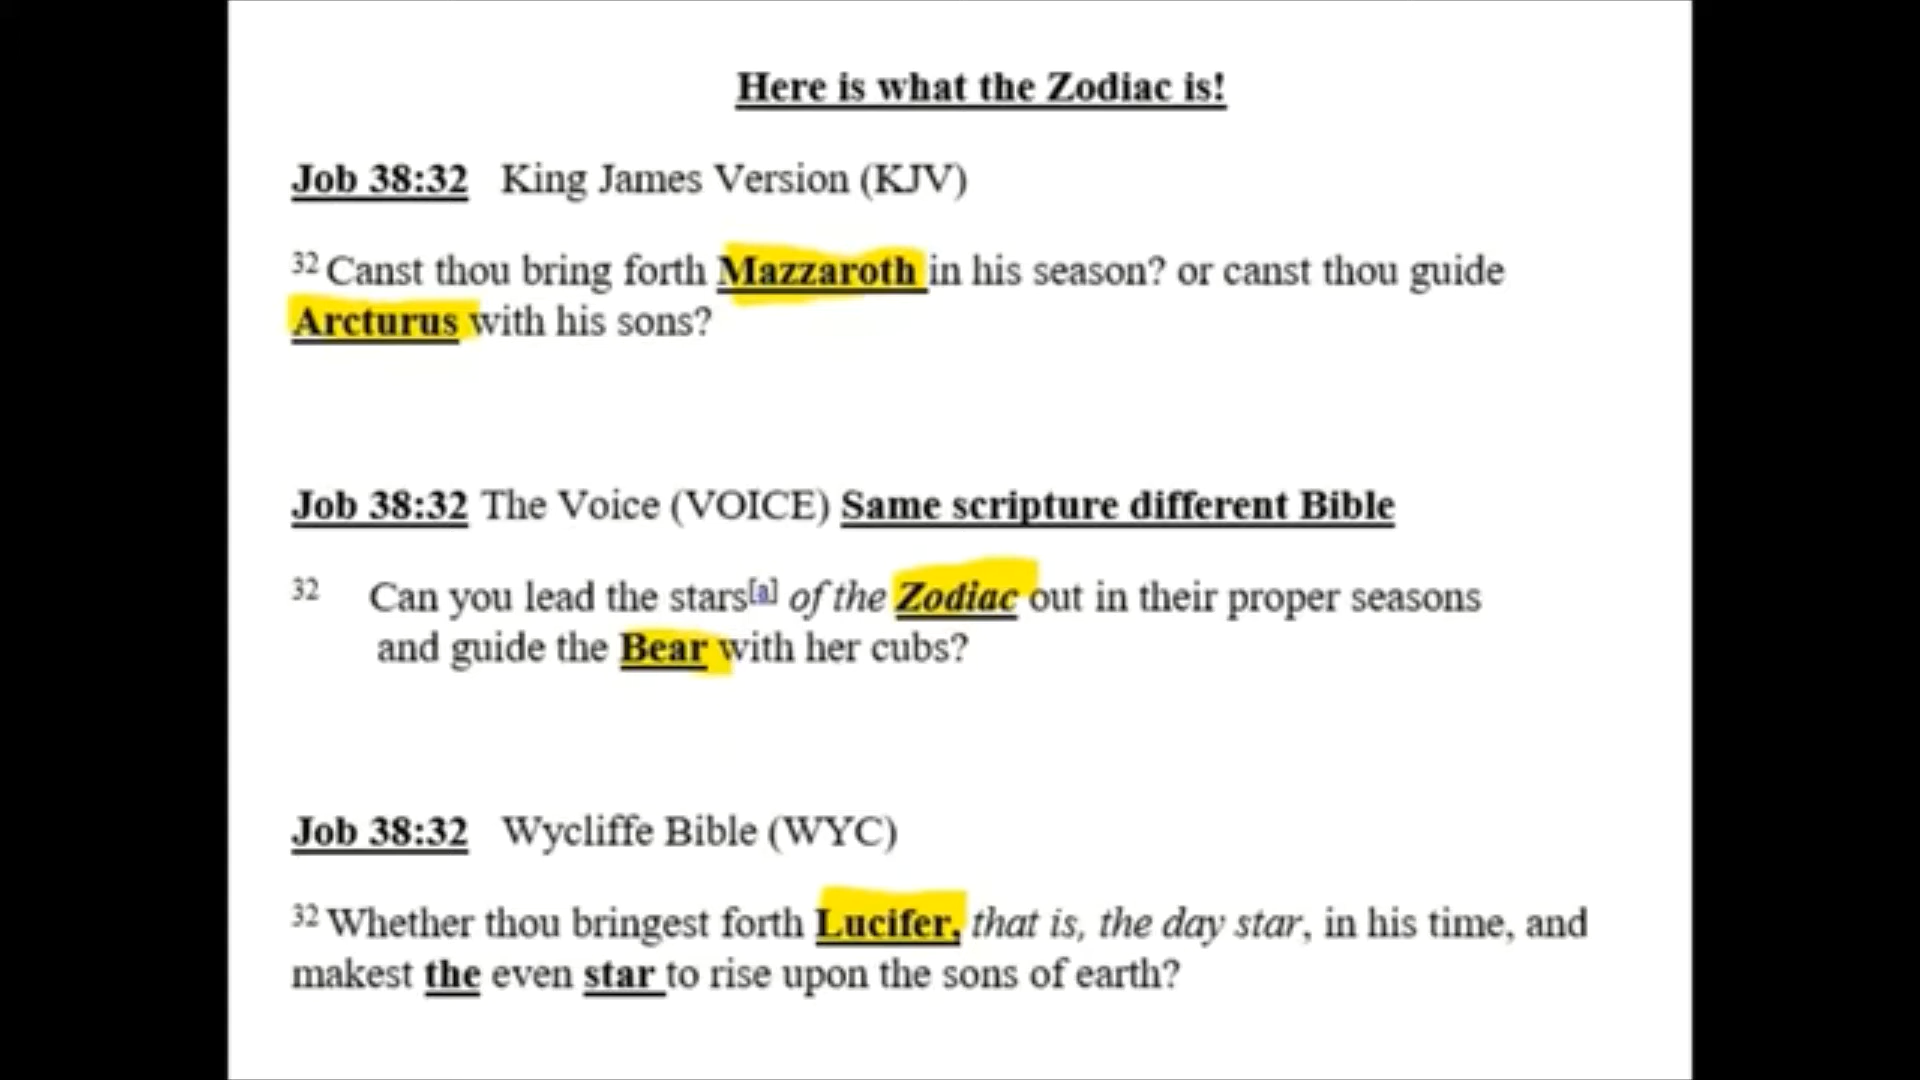 Here is what the Zodiac is!
Job 38:32 King James Version (KJV)
32 Canst thou bring forth Mazzaroth in his season? or canst thou guide
Arcturus with his sons?
Job 38:32 The Voice (VOICE) Same scripture different Bible
32 Can you lead the stars[a] of the Zodiac out in their proper seasons
and guide the Bear with her cubs?
Job 38:32 Wycliffe Bible (WYC)
32 Whether thou bringest forth Lucifer, that is, the day star, in his time, and
makest the even star to rise upon the sons of earth?